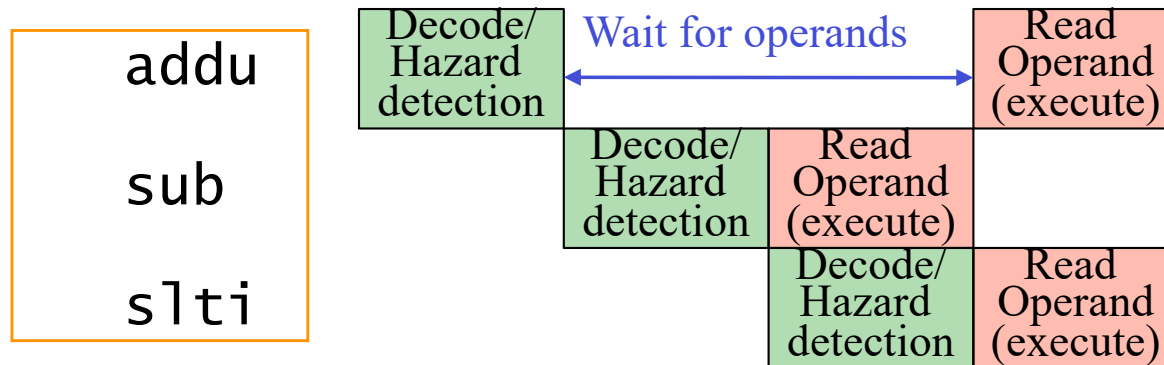 addu
Decode/
Hazard
detection
Wait for operands
Read
Operand
(execute)
sub
Decode/
Hazard
detection
Read
Operand
(execute)
slti
Decode/
Hazard
detection
Read
Operand
(execute)